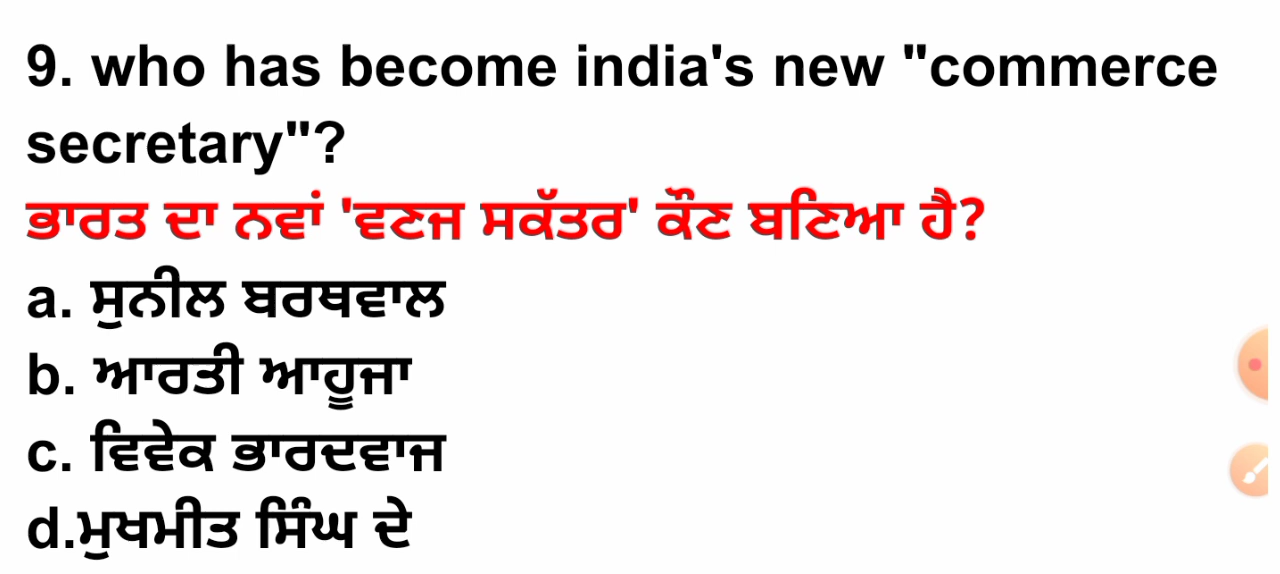 9. who has become india's new "commerce
secretary"?
ਭਾਰਤ ਦਾ ਨਵਾਂ 'ਵਣਜ ਸਕੱਤਰ' ਕੌਣ ਬਣਿਆ ਹੈ?
a. ਸੁਨੀਲ ਬਰਥਵਾਲ
b. ਆਰਤੀ ਆਹੂਜਾ
c. ਵਿਵੇਕ ਭਾਰਦਵਾਜ
d.ਮੁਖਮੀਤ ਸਿੰਘ ਦੇ